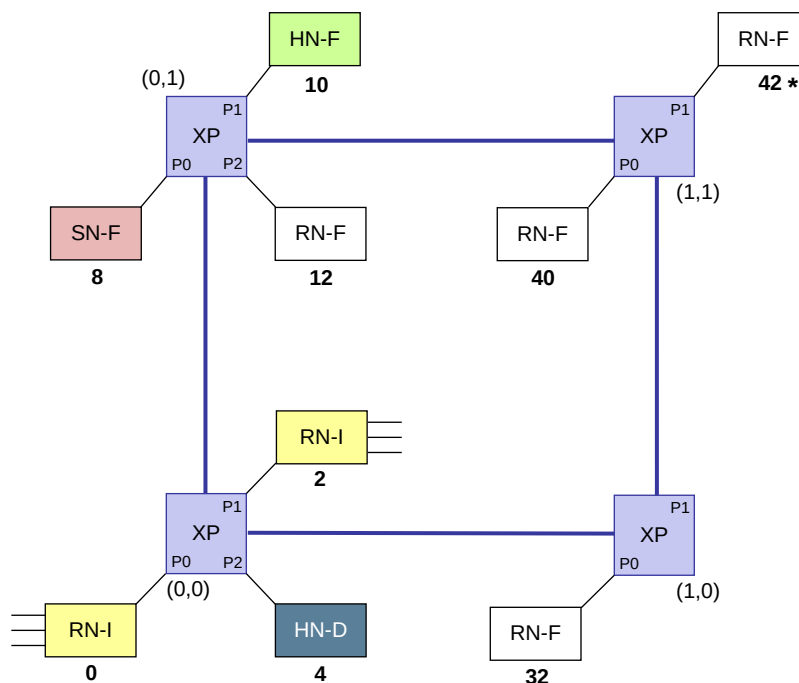 HN-F
10
RN-F
42 *
(0,1)
P1
XP
P0
P2
P1
XP
P0
(1,1)
SN-F
8
RN-F
12
RN-F
40
RN-I
2
P1
XP
P0
P2
(0,0)
P1
XP
P0
(1,0)
RN-I
0
HN-D
4
RN-F
32